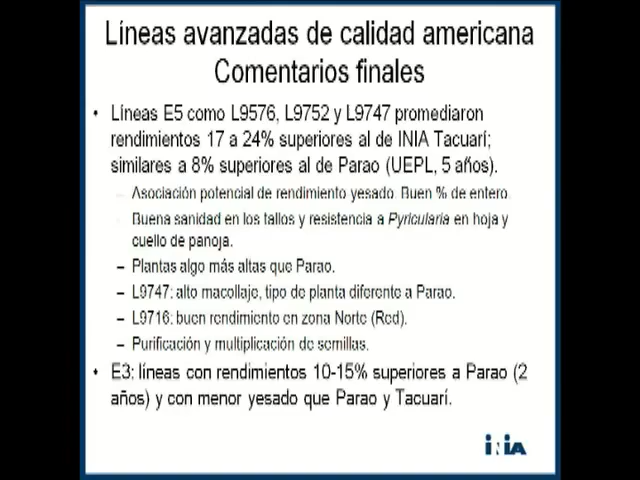 Líneas avanzadas de calidad americana
Comentarios finales
• Líneas E5 como L9576, L9752 y L9747 promediaron
rendimientos 17 a 24% superiores al de INIA Tacuarí;
similares a 8% superiores al de Parao (UEPL, 5 años).
– Asociación potencial de rendimiento yesado. Buen % de entero.
– Buena sanidad en los tallos y resistencia a Pyricularia en hoja y
cuello de panoja.
– Plantas algo más altas que Parao.
– L9747: alto macollaje, tipo de planta diferente a Parao.
– L9716: buen rendimiento en zona Norte (Red).
– Purificación y multiplicación de semillas.
• E3: líneas con rendimientos 10-15% superiores a Parao (2
años) y con menor yesado que Parao y Tacuarí.
INIA